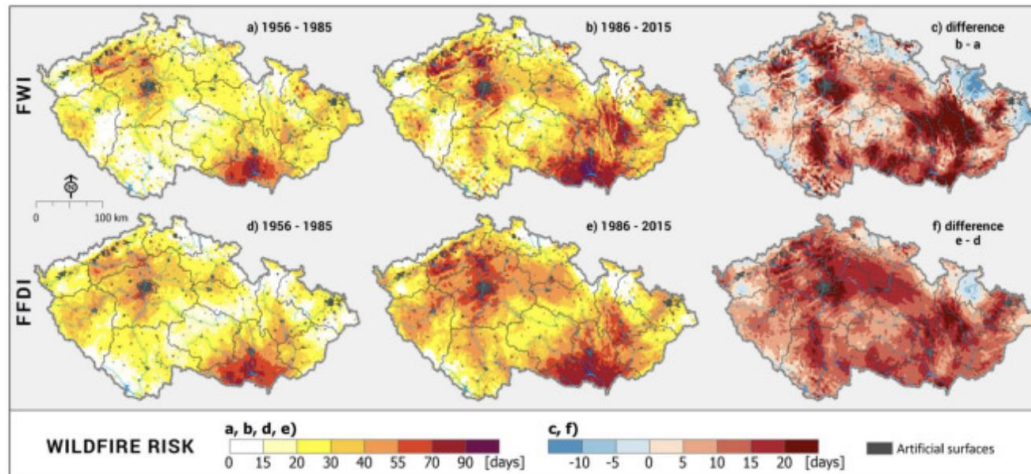 a) 1956 - 1985
b) 1986 - 2015
c) difference
b - a
FWI
N
0 100 km
d) 1956 - 1985
e) 1986 - 2015
f) difference
e - d
FFDI
WILDFIRE RISK
a, b, d, e)
0 15 20 30 40 55 70 90 [days]
c, f)
-10 -5 0 5 10 15 20 [days]
Artificial surfaces